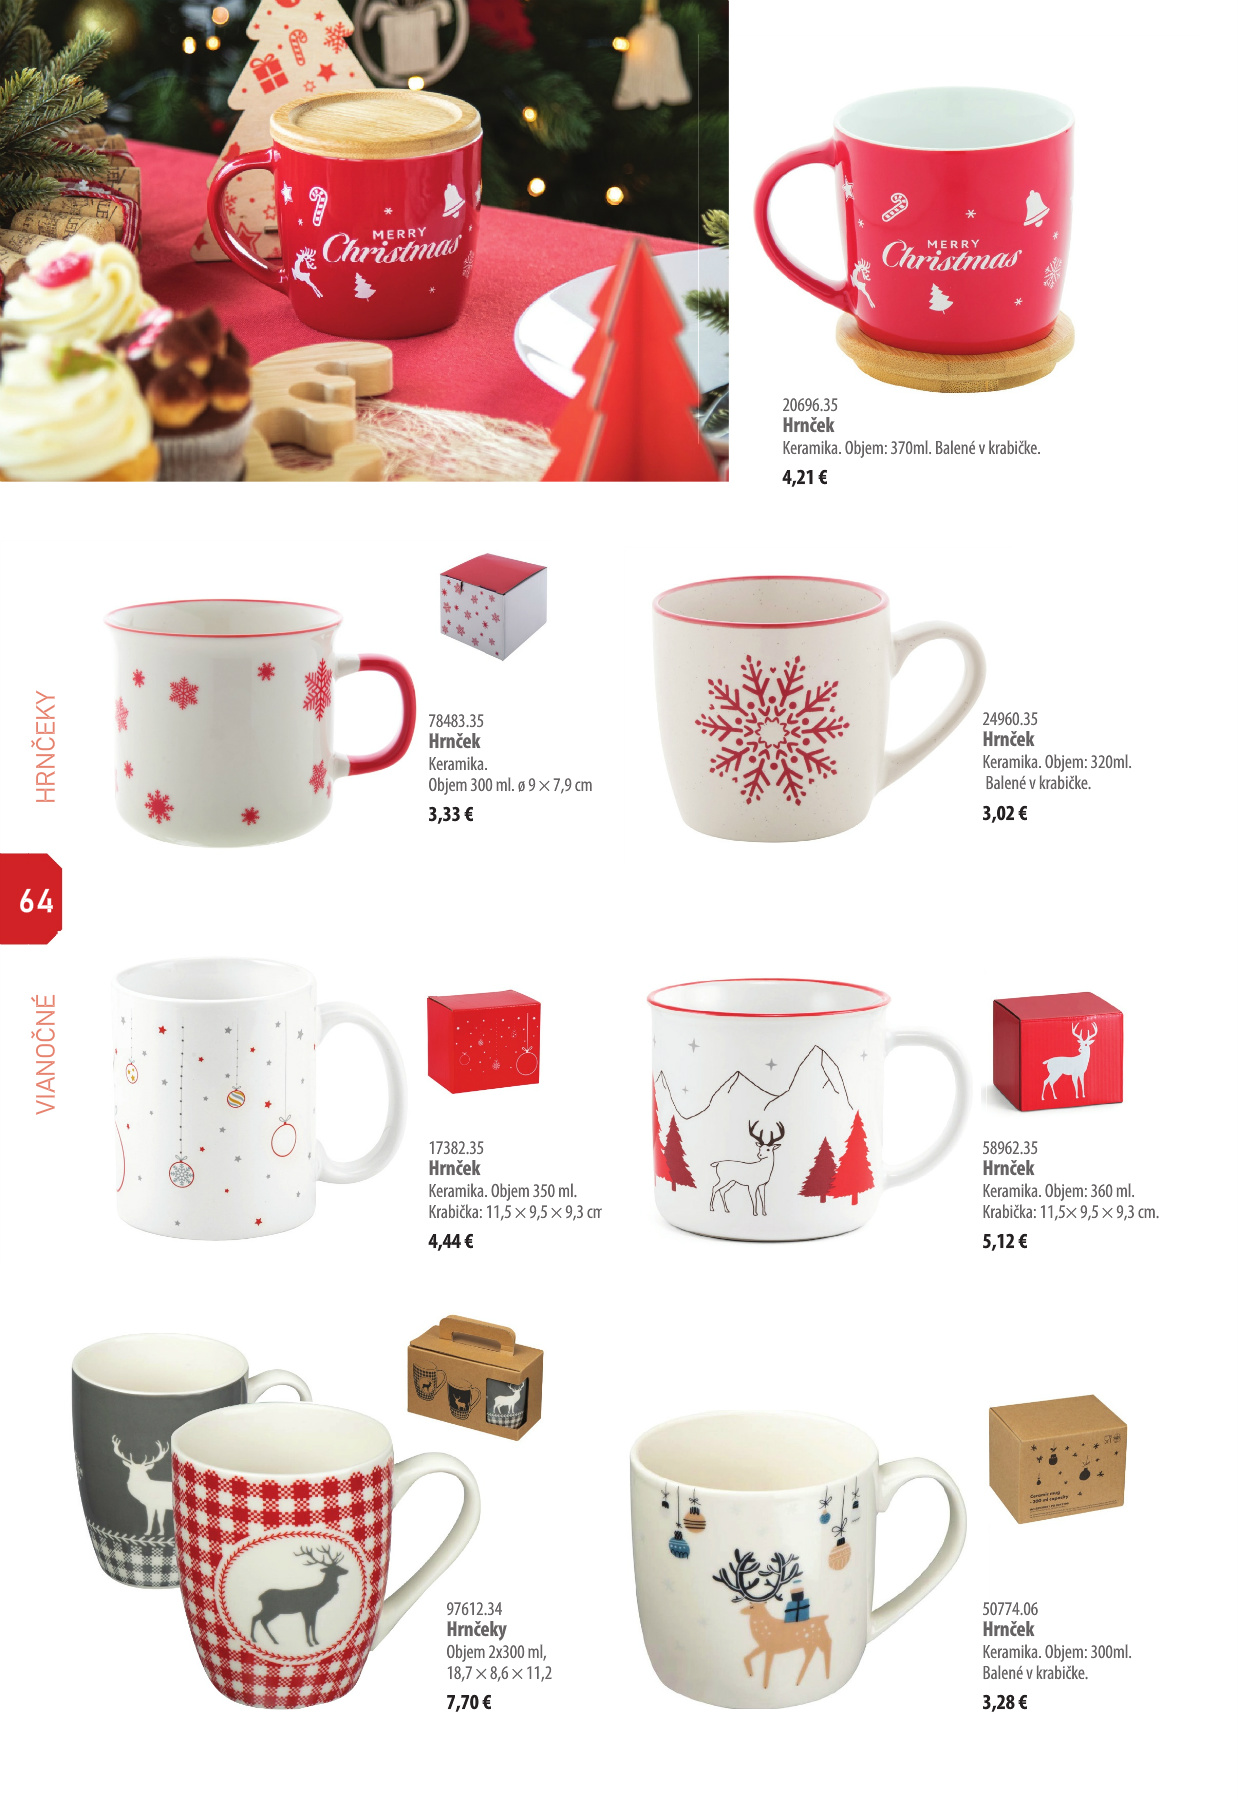 MERRY
Christmas
MERRY
Christmas
20696.35
Hrnček
Keramika. Objem: 370ml. Balené v krabičke.
4,21 €
HRNČEKY
78483.35
Hrnček
Keramika.
Objem 300 ml. ø 9 × 7,9 cm
3,33 €
24960.35
Hrnček
Keramika. Objem: 320ml.
Balené v krabičke.
3,02 €
64
VIANOČNÉ
17382.35
Hrnček
Keramika. Objem 350 ml.
Krabička: 11,5 × 9,5 × 9,3 cm
4,44 €
58962.35
Hrnček
Keramika. Objem: 360 ml.
Krabička: 11,5× 9,5 × 9,3 cm.
5,12 €
97612.34
Hrnčeky
Objem 2x300 ml,
18,7 × 8,6 × 11,2
7,70 €
Ceramic mug
- 300 ml capacity
50774.06
Hrnček
Keramika. Objem: 300ml.
Balené v krabičke.
3,28 €